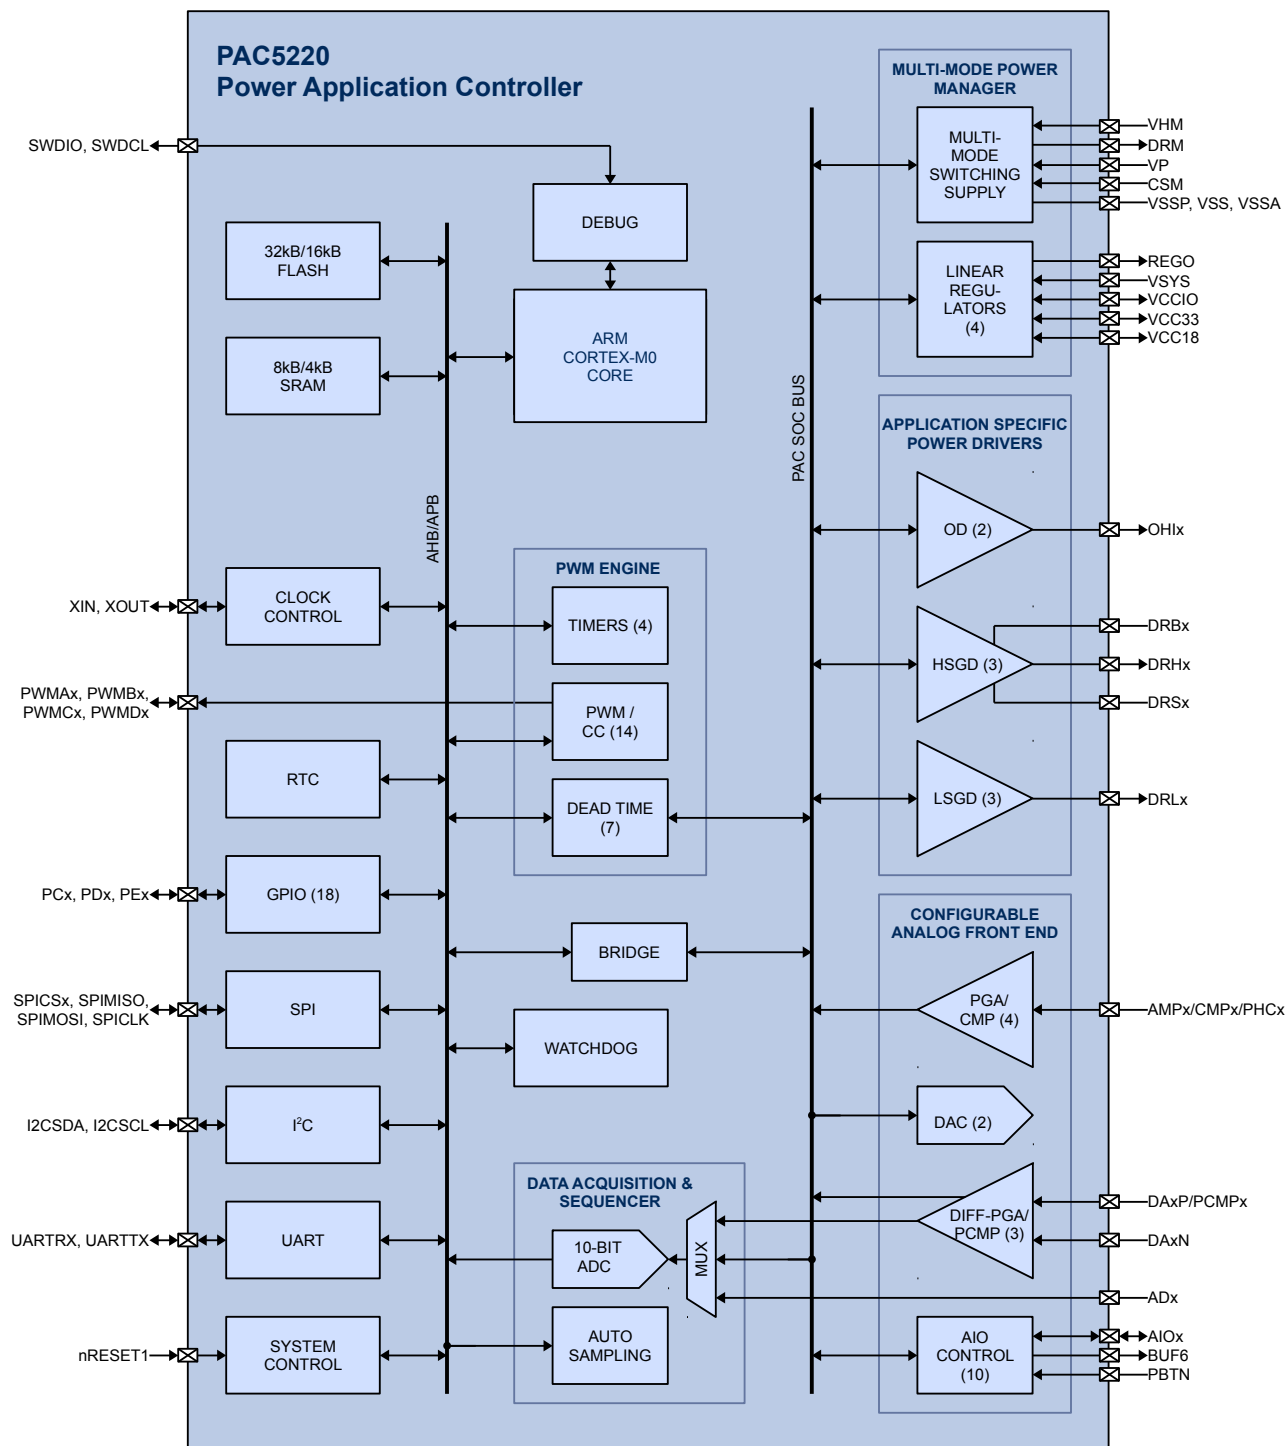 PAC5220
Power Application Controller
SWDIO, SWDCL
DEBUG
32kB/16kB
FLASH
ARM
CORTEX-M0
CORE
8kB/4kB
SRAM
AHB/APB
PAC SOC BUS
XIN, XOUT
CLOCK
CONTROL
PWM ENGINE
TIMERS (4)
PWMAx, PWMBx,
PWMCx, PWMDx
PWM /
CC (14)
RTC
DEAD TIME
(7)
PCx, PDx, PEx
GPIO (18)
BRIDGE
SPICSx, SPIMISO,
SPIMOSI, SPICLK
SPI
WATCHDOG
I2CSDA, I2CSCL
I²C
DATA ACQUISITION &
SEQUENCER
UARTRX, UARTTX
UART
10-BIT
ADC
MUX
nRESET1
SYSTEM
CONTROL
AUTO
SAMPLING
MULTI-MODE POWER
MANAGER
MULTI-
MODE
SWITCHING
SUPPLY
VHM
DRM
VP
CSM
VSSP, VSS, VSSA
LINEAR
REGU-
LATORS
(4)
REGO
VSYS
VCCIO
VCC33
VCC18
APPLICATION SPECIFIC
POWER DRIVERS
OD (2)
OHIx
HSGD (3)
DRBx
DRHx
DRSx
LSGD (3)
DRLx
CONFIGURABLE
ANALOG FRONT END
PGA/
CMP (4)
AMPx/CMPx/PHCx
DAC (2)
DIFF-PGA/
PCMP (3)
DAxP/PCMPx
DAxN
ADx
AIO
CONTROL
(10)
AIOx
BUF6
PBTN